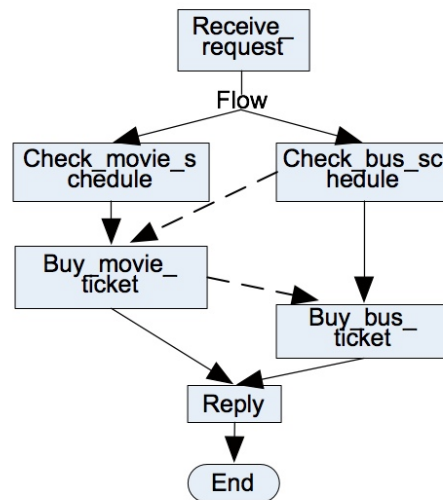 Receive_
request
Flow
Check_movie_s
chedule
Check_bus_sc
hedule
Buy_movie_
ticket
Buy_bus_
ticket
Reply
End